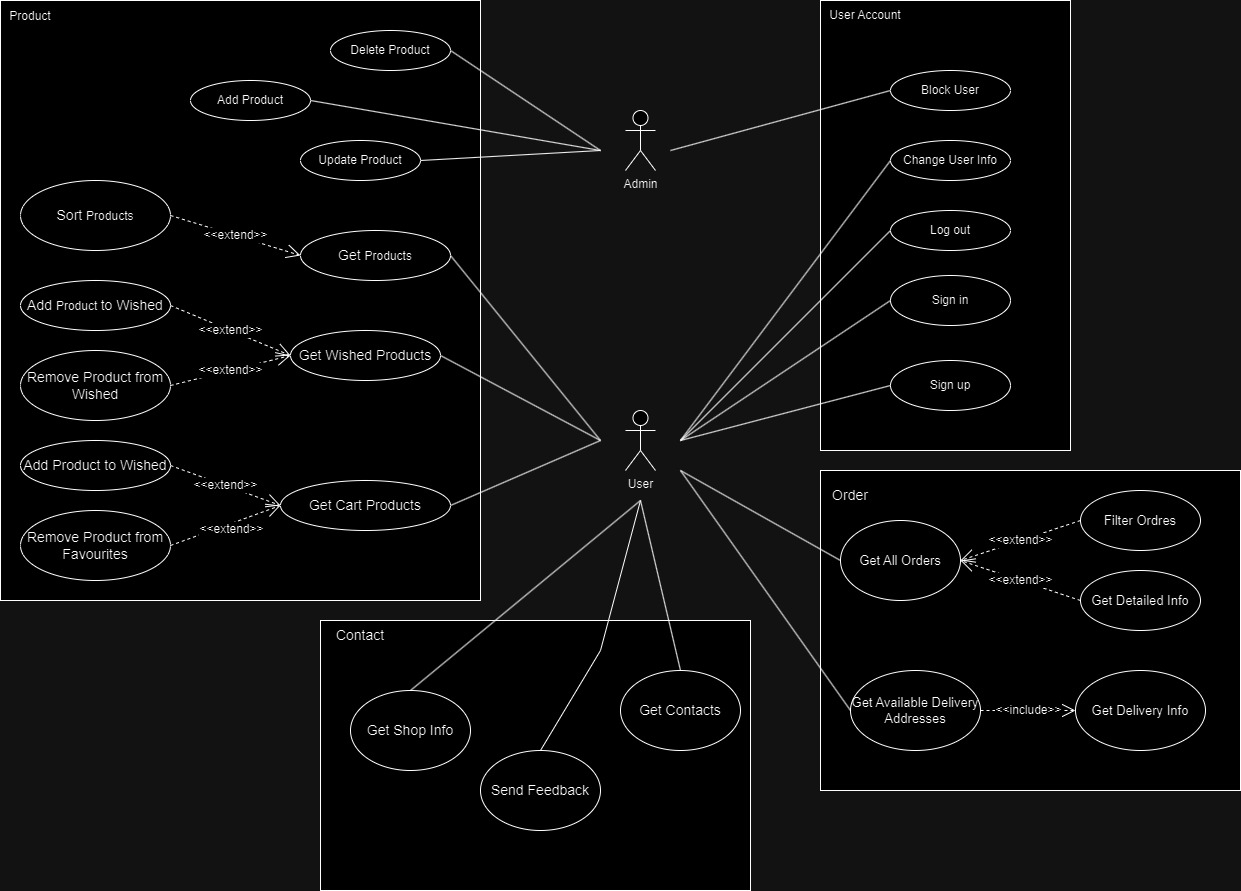 Product
Delete Product
Add Product
Update Product
Sort Products
<<extend>>
Get Products
Add Product to Wished
<<extend>>
Get Wished Products
<<extend>>
Remove Product from
Wished
Add Product to Wished
<<extend>>
Get Cart Products
<<extend>>
Remove Product from
Favourites
Admin
User
User Account
Block User
Change User Info
Log out
Sign in
Sign up
Order
Filter Ordres
<<extend>>
Get All Orders
<<extend>>
Get Detailed Info
Get Available Delivery
Addresses
<<include>>
Get Delivery Info
Contact
Get Shop Info
Send Feedback
Get Contacts